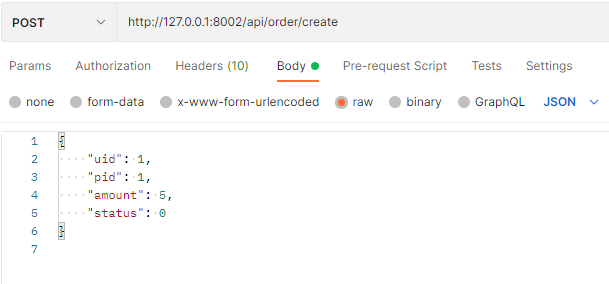 POST http://127.0.0.1:8002/api/order/create
Params Authorization Headers (10) Body Pre-request Script Tests Settings
none form-data x-www-form-urlencoded raw binary GraphQL JSON
1 {
2 "uid": 1,
3 "pid": 1,
4 "amount": 5,
5 "status": 0
6 }
7